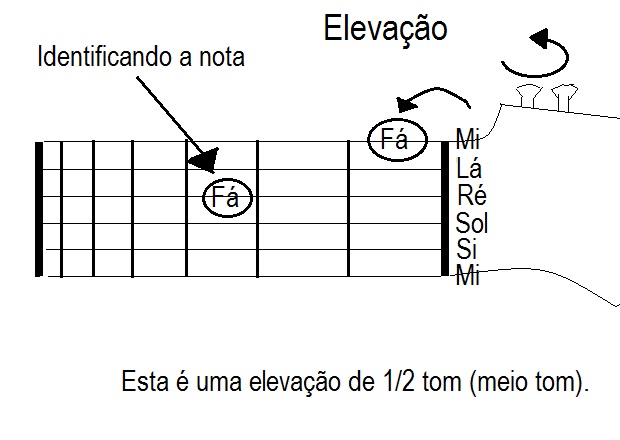 Elevação
Identificando a nota
Fá
Mi
Lá
Fá
Ré
Sol
Si
Mi
Esta é uma elevação de 1/2 tom (meio tom).